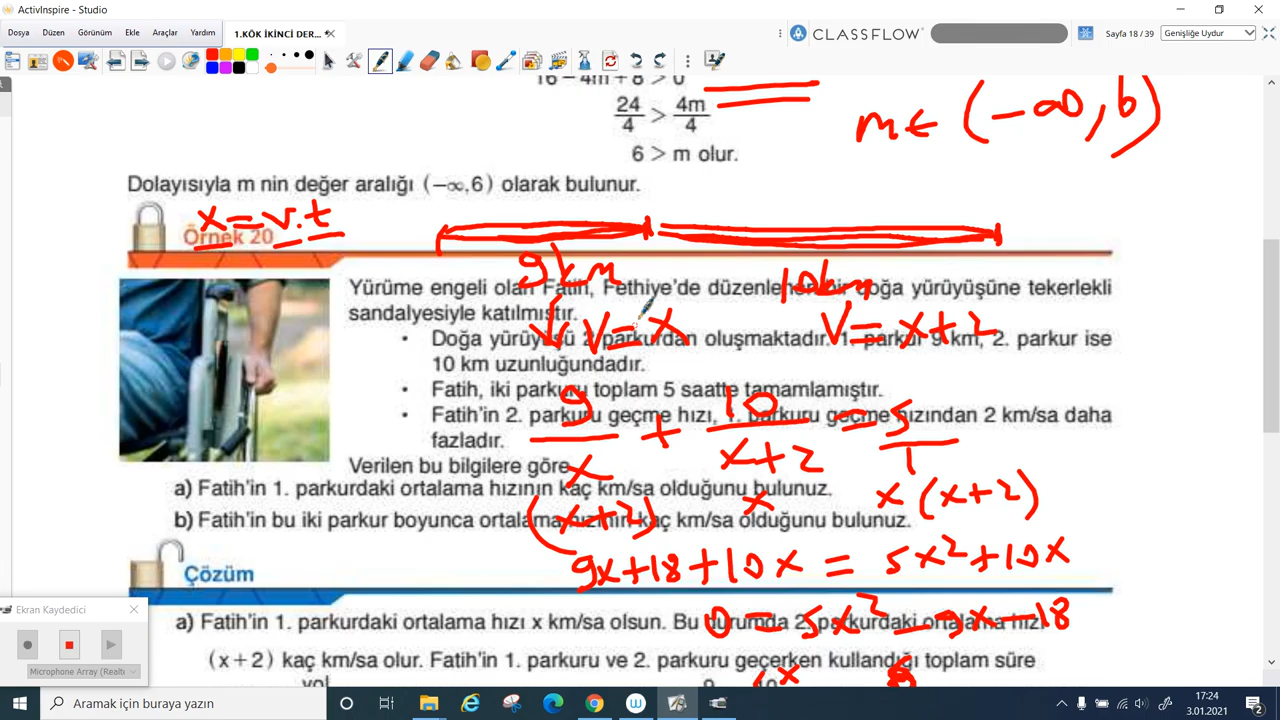 ActivInspire - Studio
Dosya Düzen Görünüm Ekle Araçlar Yardım
1.KÖK İKİNCİ DER...
CLASSFLOW
Sayfa 18 / 39
Genişliğe Uydur
16 - 4m + 8 > 0
24/4 > 4m/4
6 > m olur.
m ∈ (-∞, 6)
Dolayısıyla m nin değer aralığı (-∞,6) olarak bulunur.
x = v.t
Örnek 20
9km
10km
Yürüme engeli olan Fatih, Fethiye'de düzenlenen bir doğa yürüyüşüne tekerlekli
sandalyesiyle katılmıştır.
V = x
V = x+2
• Doğa yürüyüşü 2 parkurdan oluşmaktadır. 1. parkur 9 km, 2. parkur ise
10 km uzunluğundadır.
• Fatih, iki parkuru toplam 5 saatte tamamlamıştır.
• Fatih'in 2. parkuru geçme hızı, 1. parkuru geçme hızından 2 km/sa daha
fazladır.
9/x + 10/x+2 = 5/1
Verilen bu bilgilere göre
a) Fatih'in 1. parkurdaki ortalama hızının kaç km/sa olduğunu bulunuz.
(x+2) x x(x+2)
b) Fatih'in bu iki parkur boyunca ortalama hızının kaç km/sa olduğunu bulunuz.
9x+18+10x = 5x²+10x
Çözüm
0 = 5x²-9x-18
a) Fatih'in 1. parkurdaki ortalama hızı x km/sa olsun. Bu durumda 2. parkurdaki ortalama hızı
(x+2) kaç km/sa olur. Fatih'in 1. parkuru ve 2. parkuru geçerken kullandığı toplam süre
Ekran Kaydedici
Microphone Array (Realt
Aramak için buraya yazın
17:24
3.01.2021
2